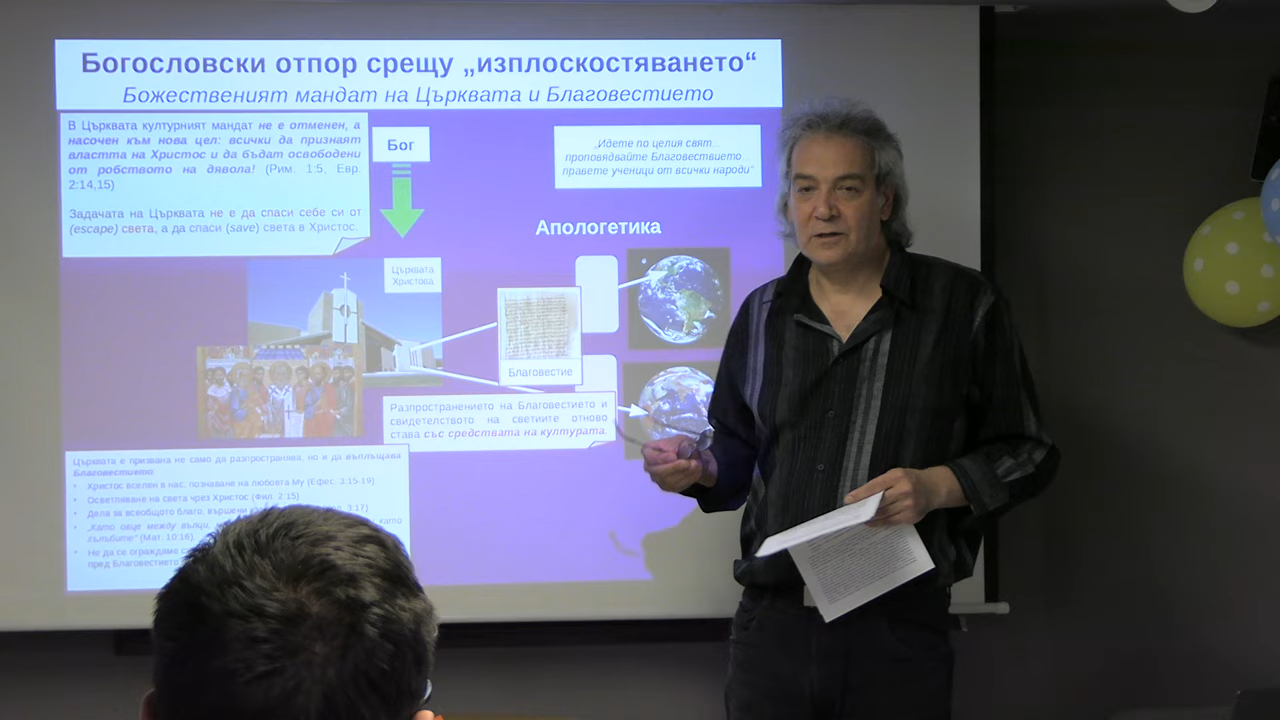 Богословски отпор срещу „изплоскостяването“
Божественият мандат на Църквата и Благовестието
В Църквата културният мандат не е отменен, а
насочен към нова цел: всички да признаят
властта на Христос и да бъдат освободени
от робството на дявола! (Рим. 1:5, Евр.
2:14,15)
Задачата на Църквата не е да спаси себе си от
(escape) света, а да спаси (save) света в Христос.
Бог
„Идете по целия свят...
проповядвайте Благовествието...
правете ученици от всички народи“
Апологетика
Църквата
Христова
Благовестие
Разпространението на Благовестието и
свидетелството на светиите отново
става със средствата на културата.
Църквата е призвана не само да разпространява, но и да въплъщава
Благовестието:
• Христос вселен в нас, познаване на любовта Му (Ефес. 3:15-19)
• Осветляване на света чрез Христос (Фил. 2:15)
• Дела за всеобщото благо, вършени 3:17)
• „Като овце между вълци, като
гълъбите“ (Мат. 10:16).
• Не да се ограждаме
пред Благовестието